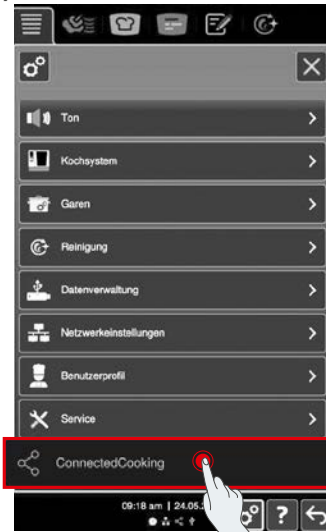 Ton
Kochsystem
Garen
Reinigung
Datenverwaltung
Netzwerkeinstellungen
Benutzerprofil
Service
ConnectedCooking
09:18 am | 24.05.
?